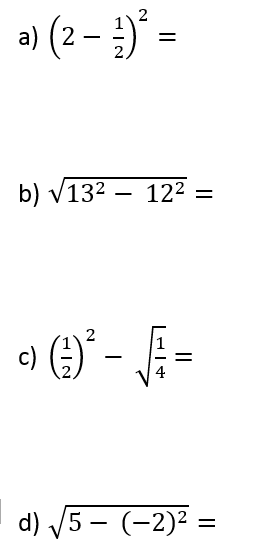 a) (2 − 1/2)² =
b) √(13² − 12²) =
c) (1/2)² − √(1/4) =
d) √(5 − (−2)²) =